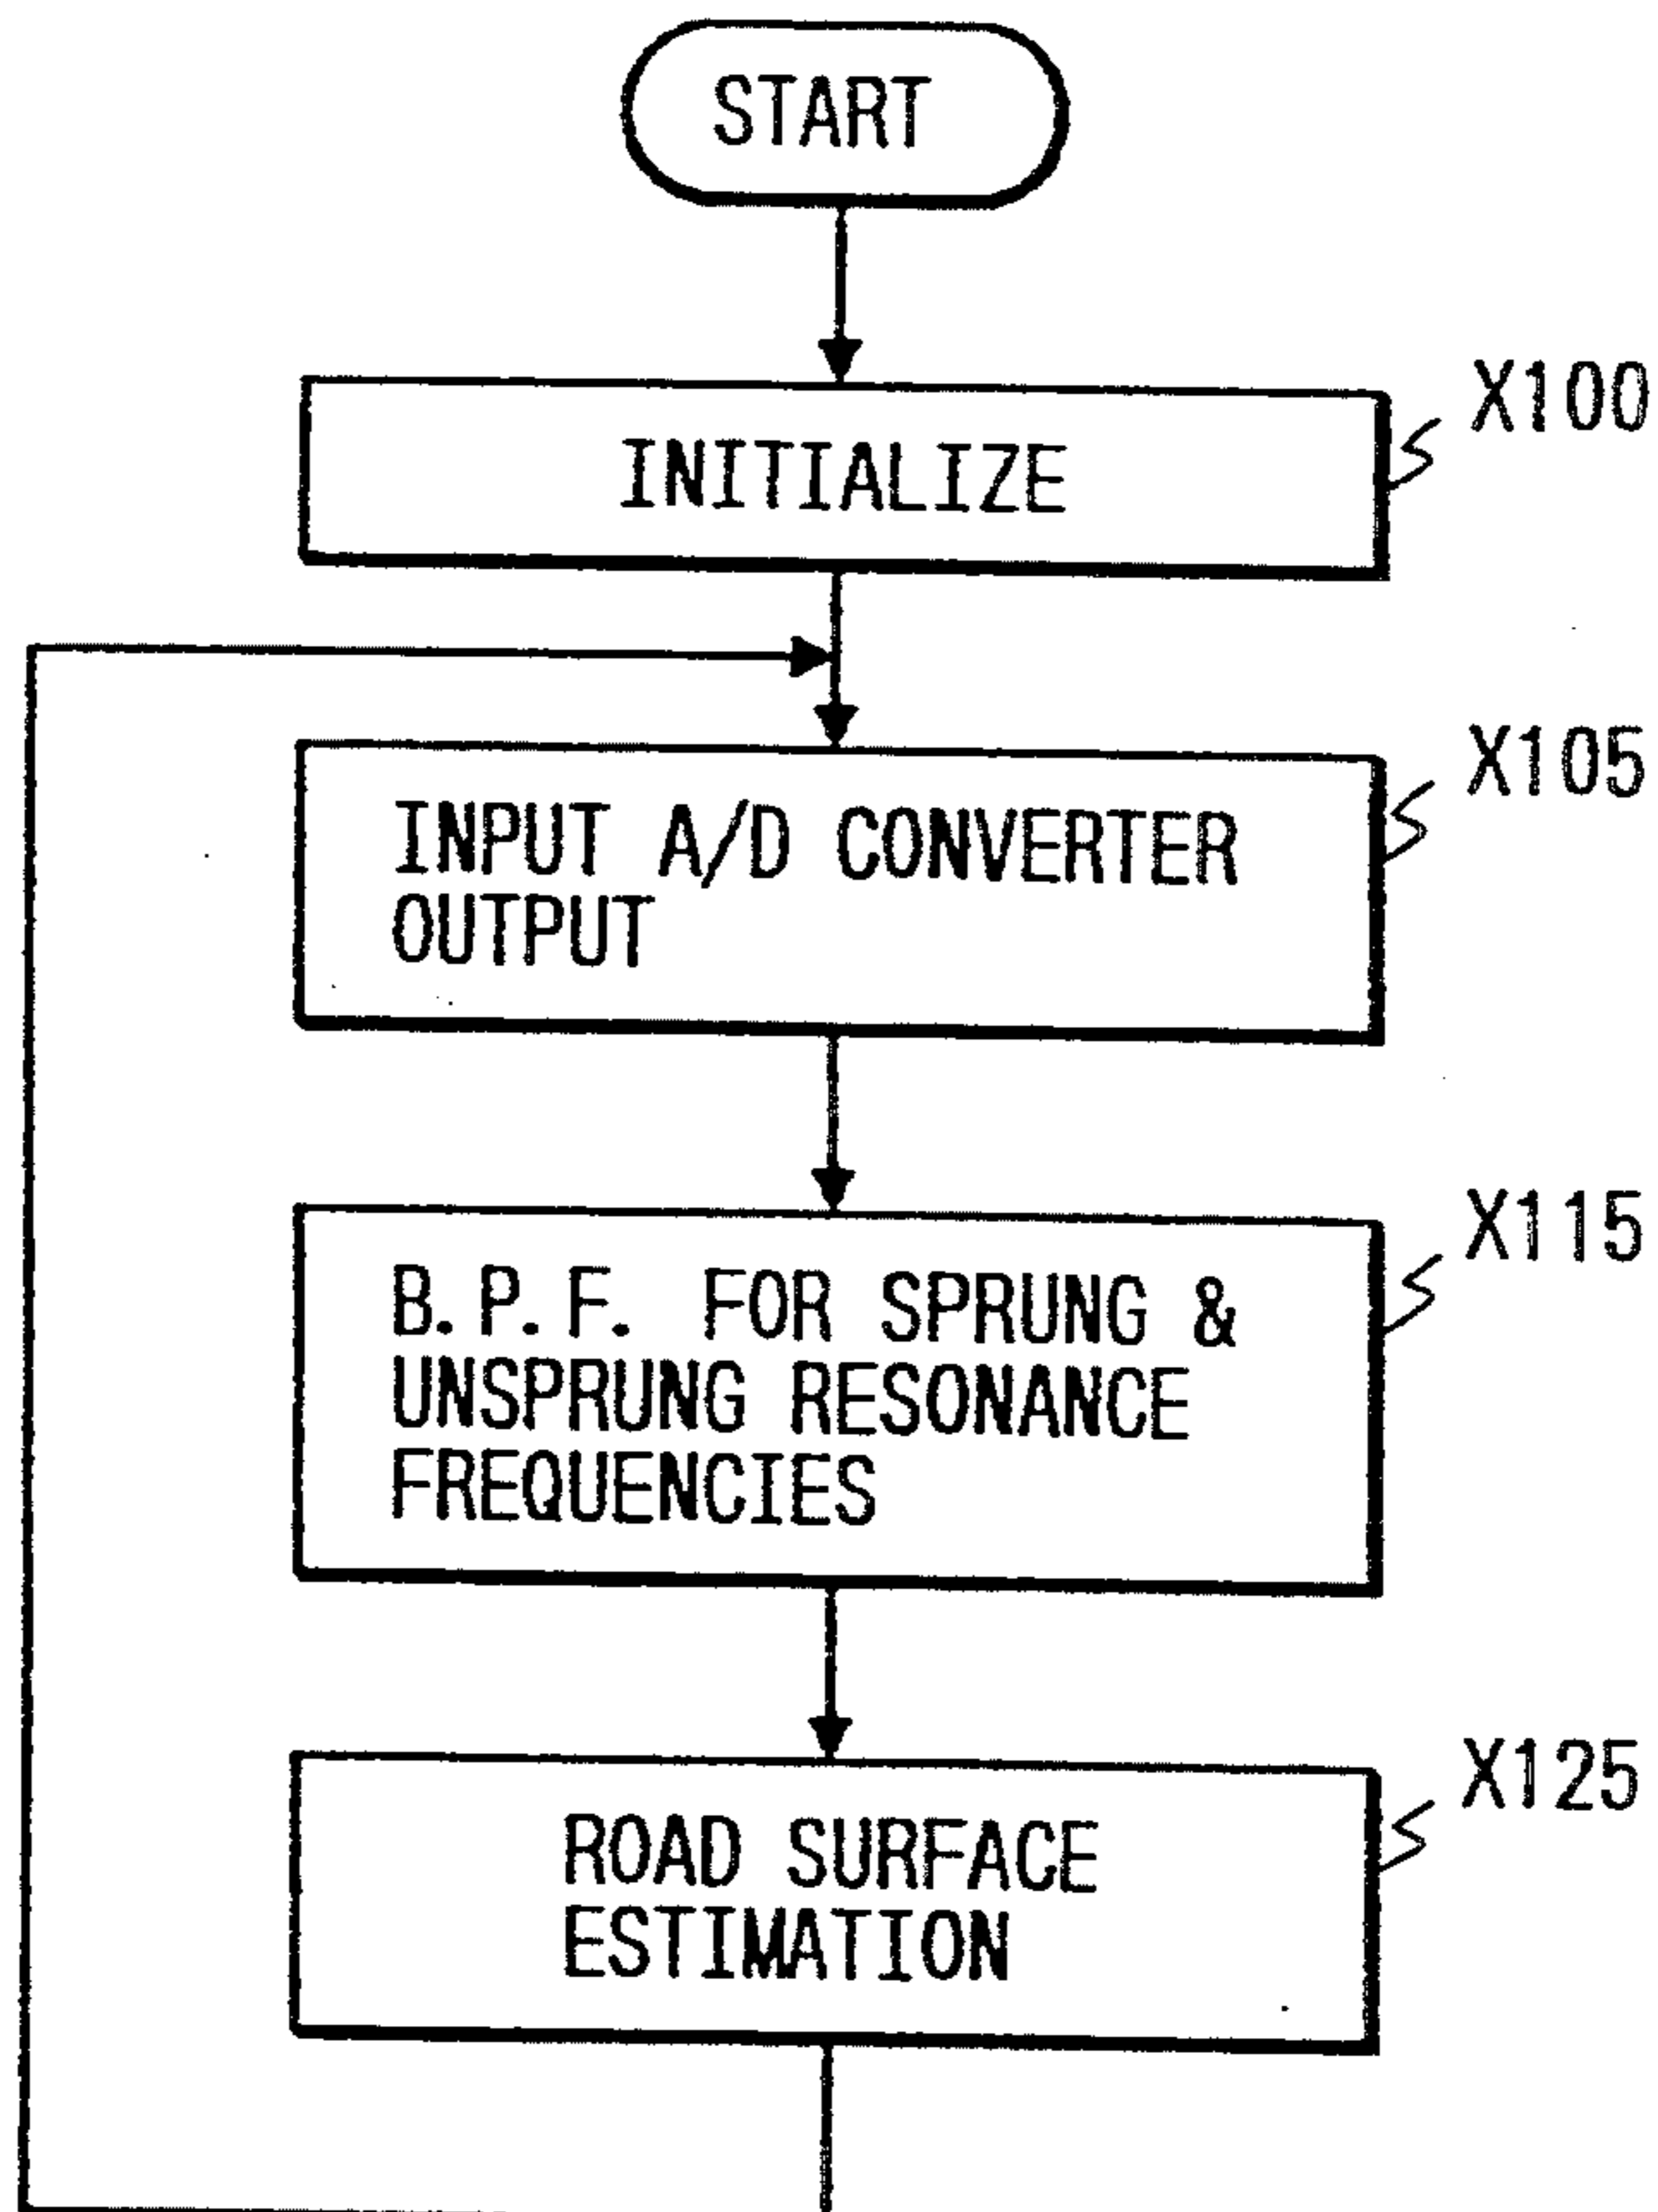 START
X100
INITIALIZE
X105
INPUT A/D CONVERTER
OUTPUT
X115
B.P.F. FOR SPRUNG &
UNSPRUNG RESONANCE
FREQUENCIES
X125
ROAD SURFACE
ESTIMATION